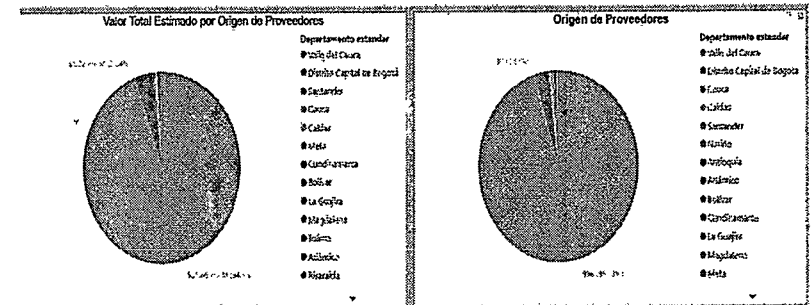 Valor Total Estimado por Origen de Proveedores
Departamento estandar
Valle del Cauca
Distrito Capital de Bogotá
Santander
Cauca
Caldas
Meta
Cundinamarca
Bolívar
La Guajira
Magdalena
Atlántico
Risaralda
Origen de Proveedores
Departamento estandar
Valle del Cauca
Distrito Capital de Bogotá
Cauca
Caldas
Santander
Nariño
Antioquia
Atlántico
Bolívar
Cundinamarca
La Guajira
Magdalena
Meta